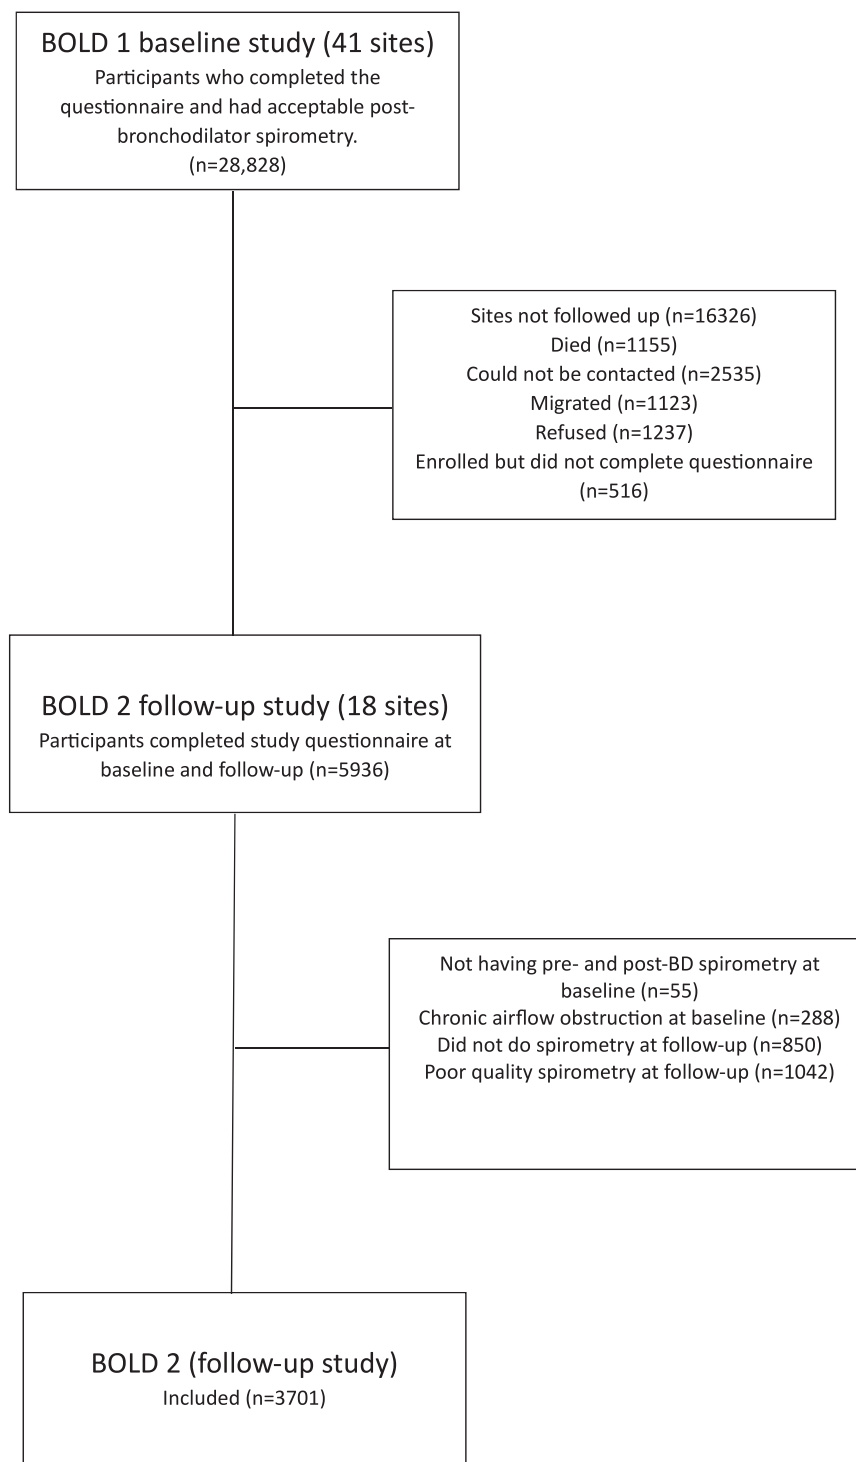 BOLD 1 baseline study (41 sites)
Participants who completed the
questionnaire and had acceptable post-
bronchodilator spirometry.
(n=28,828)
Sites not followed up (n=16326)
Died (n=1155)
Could not be contacted (n=2535)
Migrated (n=1123)
Refused (n=1237)
Enrolled but did not complete questionnaire
(n=516)
BOLD 2 follow-up study (18 sites)
Participants completed study questionnaire at
baseline and follow-up (n=5936)
Not having pre- and post-BD spirometry at
baseline (n=55)
Chronic airflow obstruction at baseline (n=288)
Did not do spirometry at follow-up (n=850)
Poor quality spirometry at follow-up (n=1042)
BOLD 2 (follow-up study)
Included (n=3701)